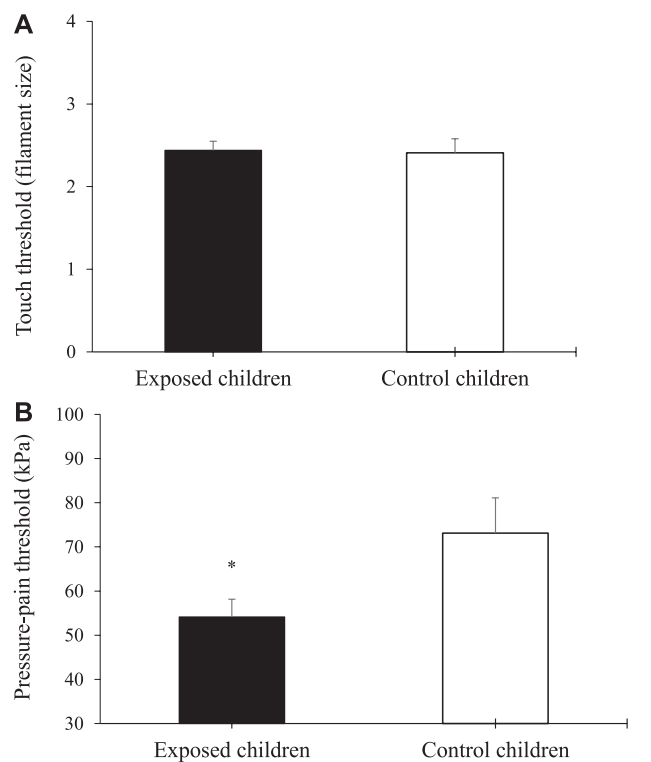 A
Touch threshold (filament size)
4
3
2
1
0
Exposed children
Control children
B
Pressure-pain threshold (kPa)
100
90
80
70
60
50
40
30
*
Exposed children
Control children